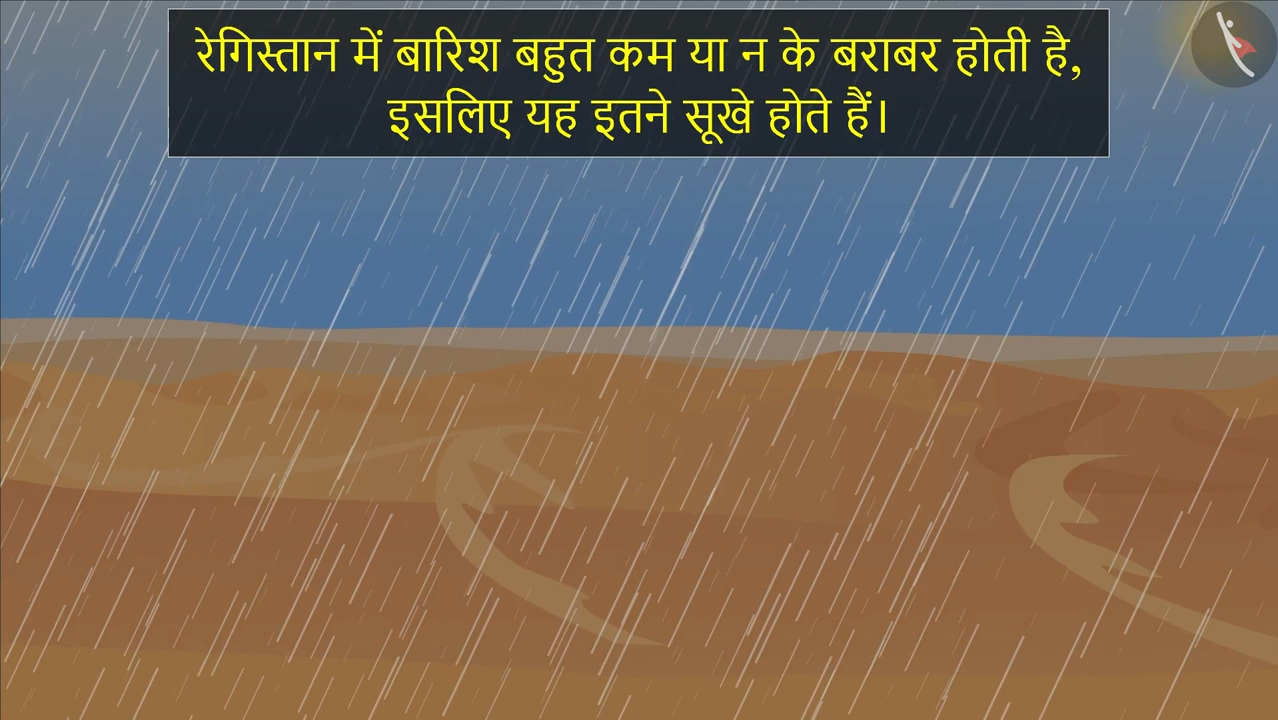 रेगिस्तान में बारिश बहुत कम या न के बराबर होती है,
इसलिए यह इतने सूखे होते हैं।